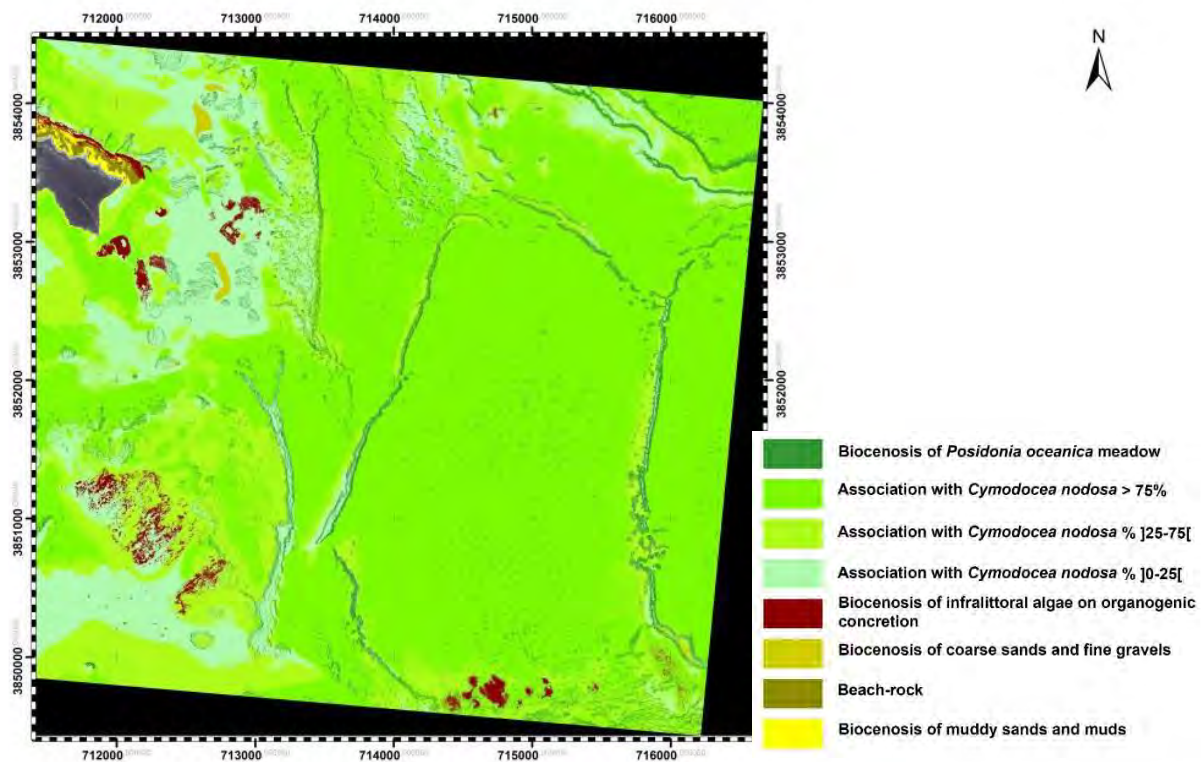 712000 713000 714000 715000 716000
N
3854000 3854000
3853000 3853000
3852000 3852000
3851000
3850000
712000 713000 714000 715000 716000
Biocenosis of Posidonia oceanica meadow
Association with Cymodocea nodosa > 75%
Association with Cymodocea nodosa % ]25-75[
Association with Cymodocea nodosa % ]0-25[
Biocenosis of infralittoral algae on organogenic
concretion
Biocenosis of coarse sands and fine gravels
Beach-rock
Biocenosis of muddy sands and muds